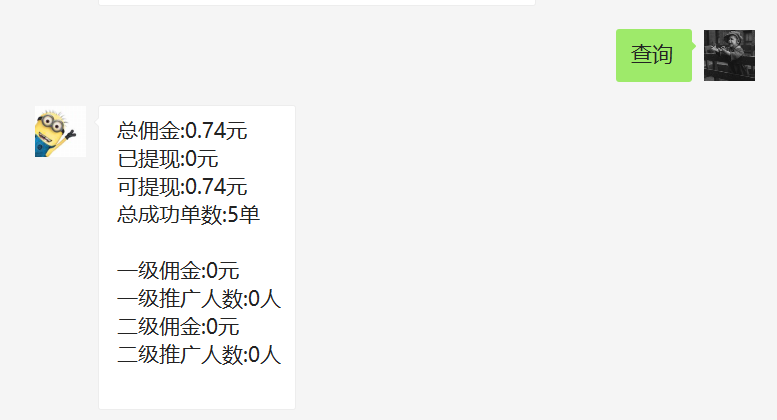 查询
总佣金:0.74元
已提现:0元
可提现:0.74元
总成功单数:5单
一级佣金:0元
一级推广人数:0人
二级佣金:0元
二级推广人数:0人